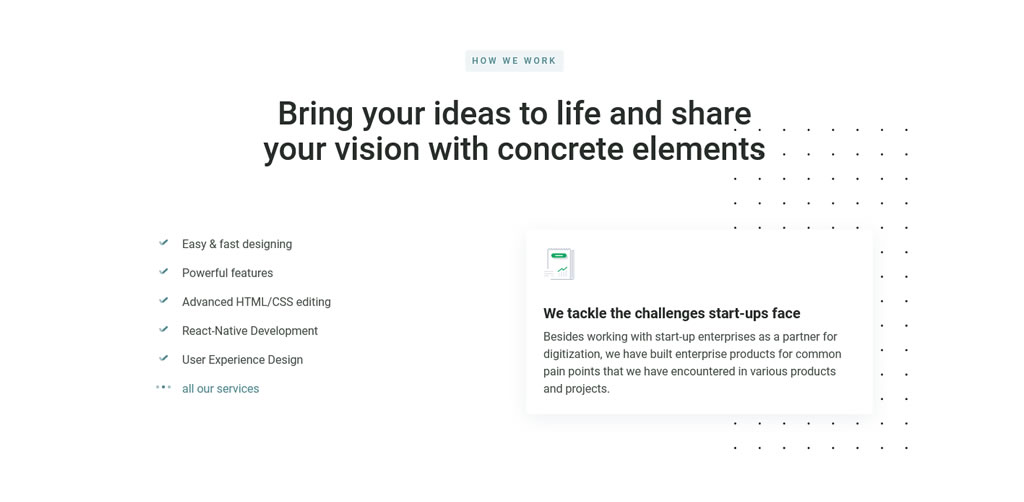 HOW WE WORK
Bring your ideas to life and share
your vision with concrete elements
Easy & fast designing
Powerful features
Advanced HTML/CSS editing
React-Native Development
User Experience Design
all our services
We tackle the challenges start-ups face
Besides working with start-up enterprises as a partner for
digitization, we have built enterprise products for common
pain points that we have encountered in various products
and projects.